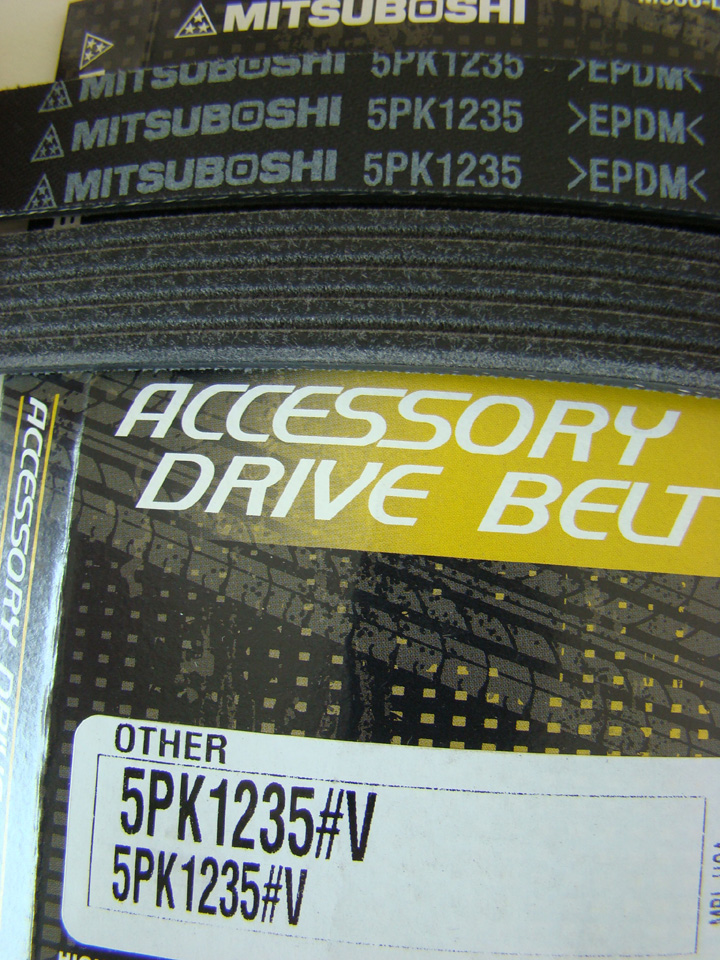 MITSUBOSHI
MITSUBOSHI 5PK1235 >EPDM<
MITSUBOSHI 5PK1235 >EPDM<
MITSUBOSHI 5PK1235 >EPDM<
ACCESSORY
DRIVE BELT
ACCESSORY
OTHER
5PK1235#V
5PK1235#V